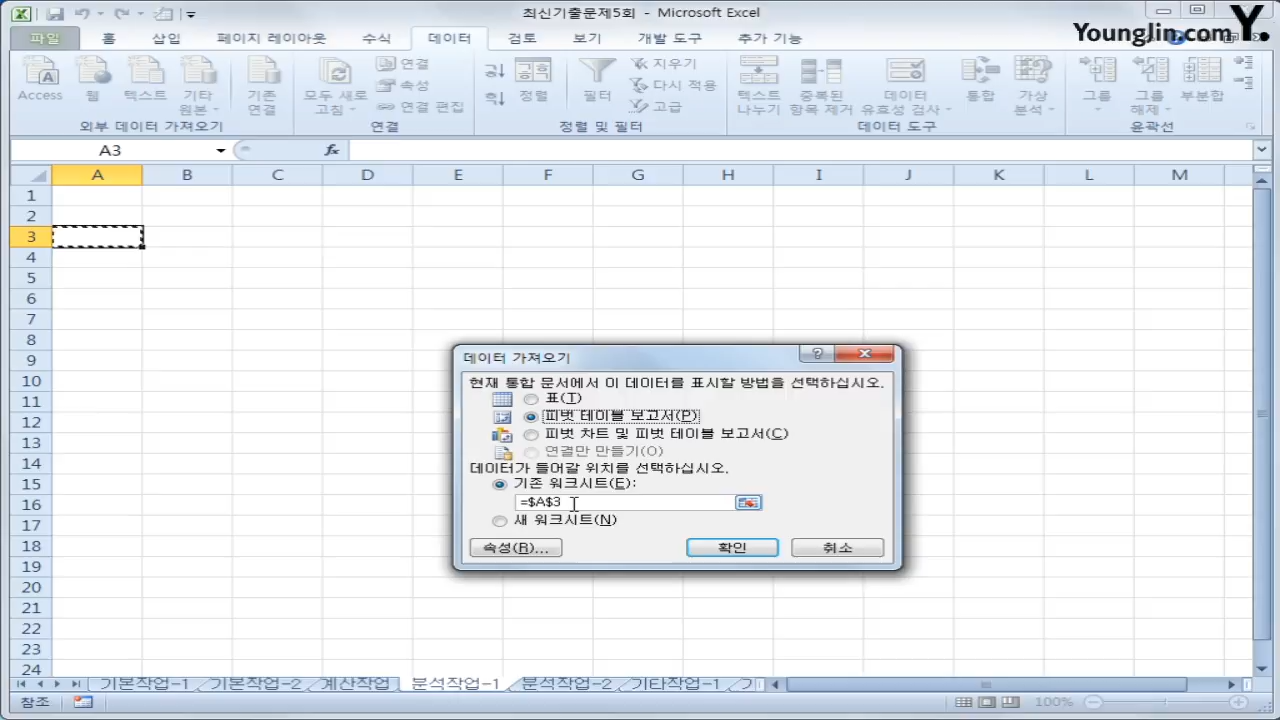 최신기출문제5회 - Microsoft Excel
Younglin.com Y.
파일 홈 삽입 페이지 레이아웃 수식 데이터 검토 보기 개발 도구 추가 기능
Access 웹 텍스트 기타 원본 기존 연결 모두 새로 고침 연결 속성 연결 편집 정렬 필터 지우기 다시 적용 고급 텍스트 나누기 중복된 항목 제거 데이터 유효성 검사 통합 가상 분석 그룹 그룹 해제 부분합
외부 데이터 가져오기 연결 정렬 및 필터 데이터 도구 윤곽선
A3 fx
A B C D E F G H I J K L M
1
2
3
4
5
6
7
8
9
10
11
12
13
14
15
16
17
18
19
20
21
22
23
24
데이터 가져오기
현재 통합 문서에서 이 데이터를 표시할 방법을 선택하십시오.
표(T)
피벗 테이블 보고서(P)
피벗 차트 및 피벗 테이블 보고서(C)
연결만 만들기(O)
데이터가 들어갈 위치를 선택하십시오.
기존 워크시트(E):
=$A$3
새 워크시트(N)
속성(R)... 확인 취소
기본작업-1 기본작업-2 계산작업 분석작업-1 분석작업-2 기타작업-1 기
참조 100%